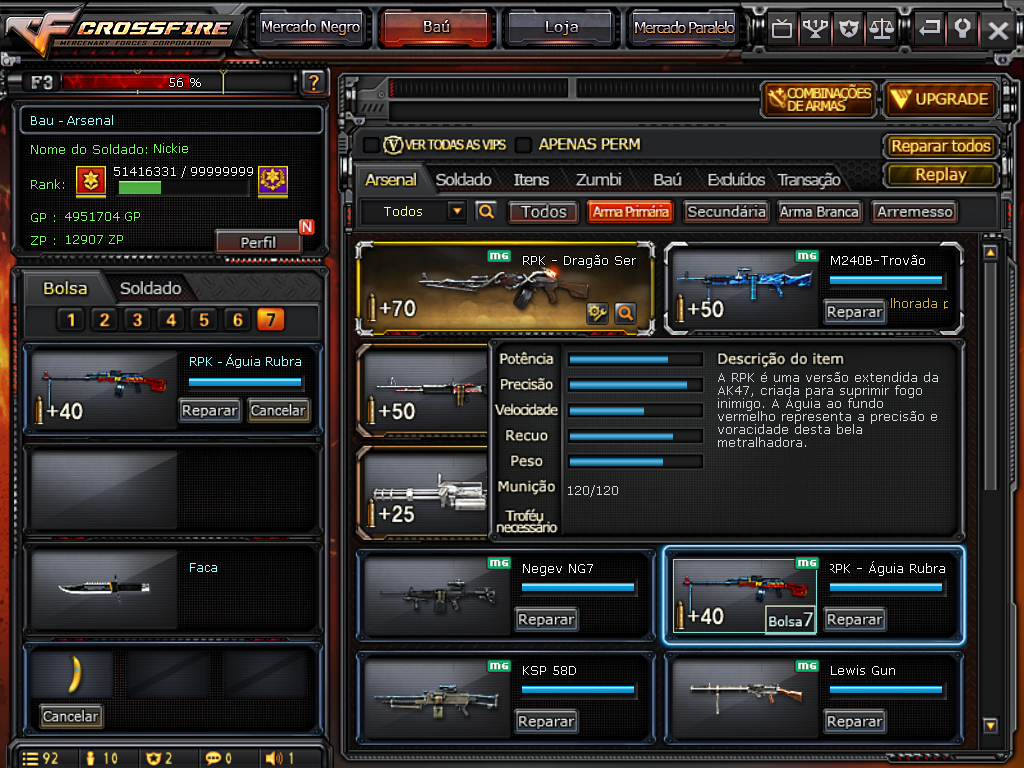 CROSSFIRE
MERCENARY FORCES CORPORATION
Mercado Negro
Baú
Loja
Mercado Paralelo
F3
56 %
?
Bau - Arsenal
Nome do Soldado: Nickie
Rank:
51416331 / 99999999
GP : 4951704 GP
ZP : 12907 ZP
N
Perfil
COMBINAÇÕES
DE ARMAS
UPGRADE
V VER TODAS AS VIPS
APENAS PERM
Reparar todos
Replay
Arsenal
Soldado
Itens
Zumbi
Baú
Excluídos
Transação
Todos
Todos
Arma Primária
Secundária
Arma Branca
Arremesso
Bolsa
Soldado
1 2 3 4 5 6 7
RPK - Águia Rubra
+40
Reparar
Cancelar
Faca
Cancelar
92
10
2
0
1
MG
RPK - Dragão Ser
+70
MG
M240B-Trovão
+50
Reparar
lhorada p
+50
+25
Potência
Precisão
Velocidade
Recuo
Peso
Munição
120/120
Troféu
necessário
Descrição do item
A RPK é uma versão extendida da
AK47, criada para suprimir fogo
inimigo. A Águia ao fundo
vermelho representa a precisão e
voracidade desta bela
metralhadora.
MG
Negev NG7
Reparar
MG
RPK - Águia Rubra
+40
Bolsa7
Reparar
MG
KSP 58D
Reparar
MG
Lewis Gun
Reparar